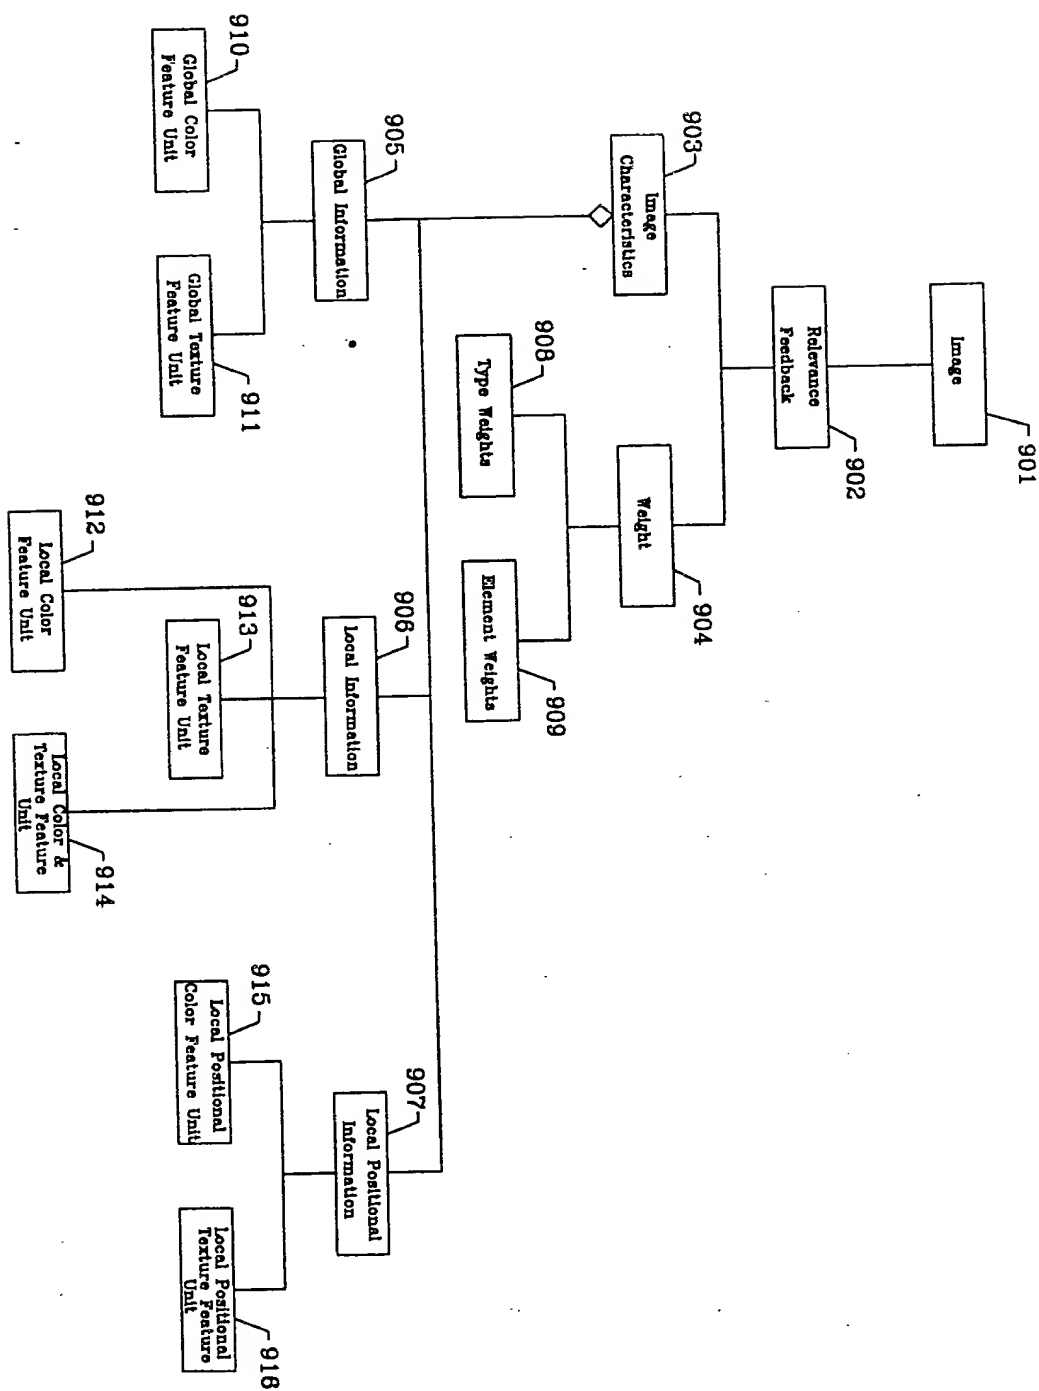 901
Image
902
Relevance
Feedback
903
Image
Characteristics
904
Weight
908
Type Weights
909
Element Weights
905
Global Information
906
Local Information
907
Local Positional
Information
910
Global Color
Feature Unit
911
Global Texture
Feature Unit
912
Local Color
Feature Unit
913
Local Texture
Feature Unit
914
Local Color &
Texture Feature
Unit
915
Local Positional
Color Feature Unit
916
Local Positional
Texture Feature
Unit